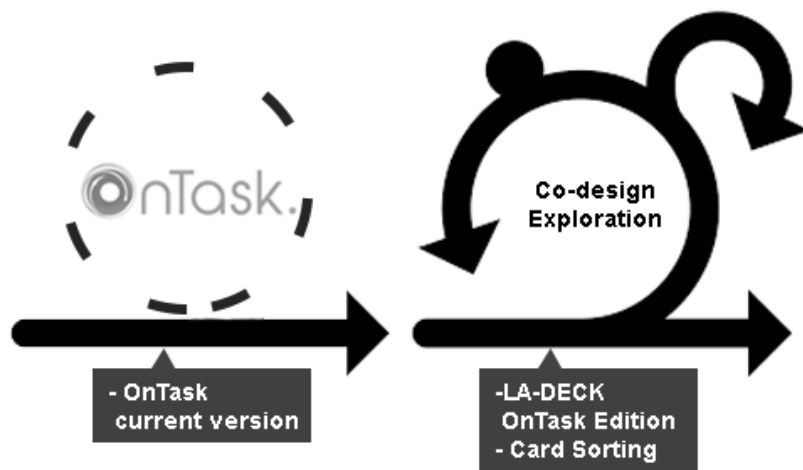 OnTask.
Co-design
Exploration
- OnTask
current version
-LA-DECK
OnTask Edition
- Card Sorting